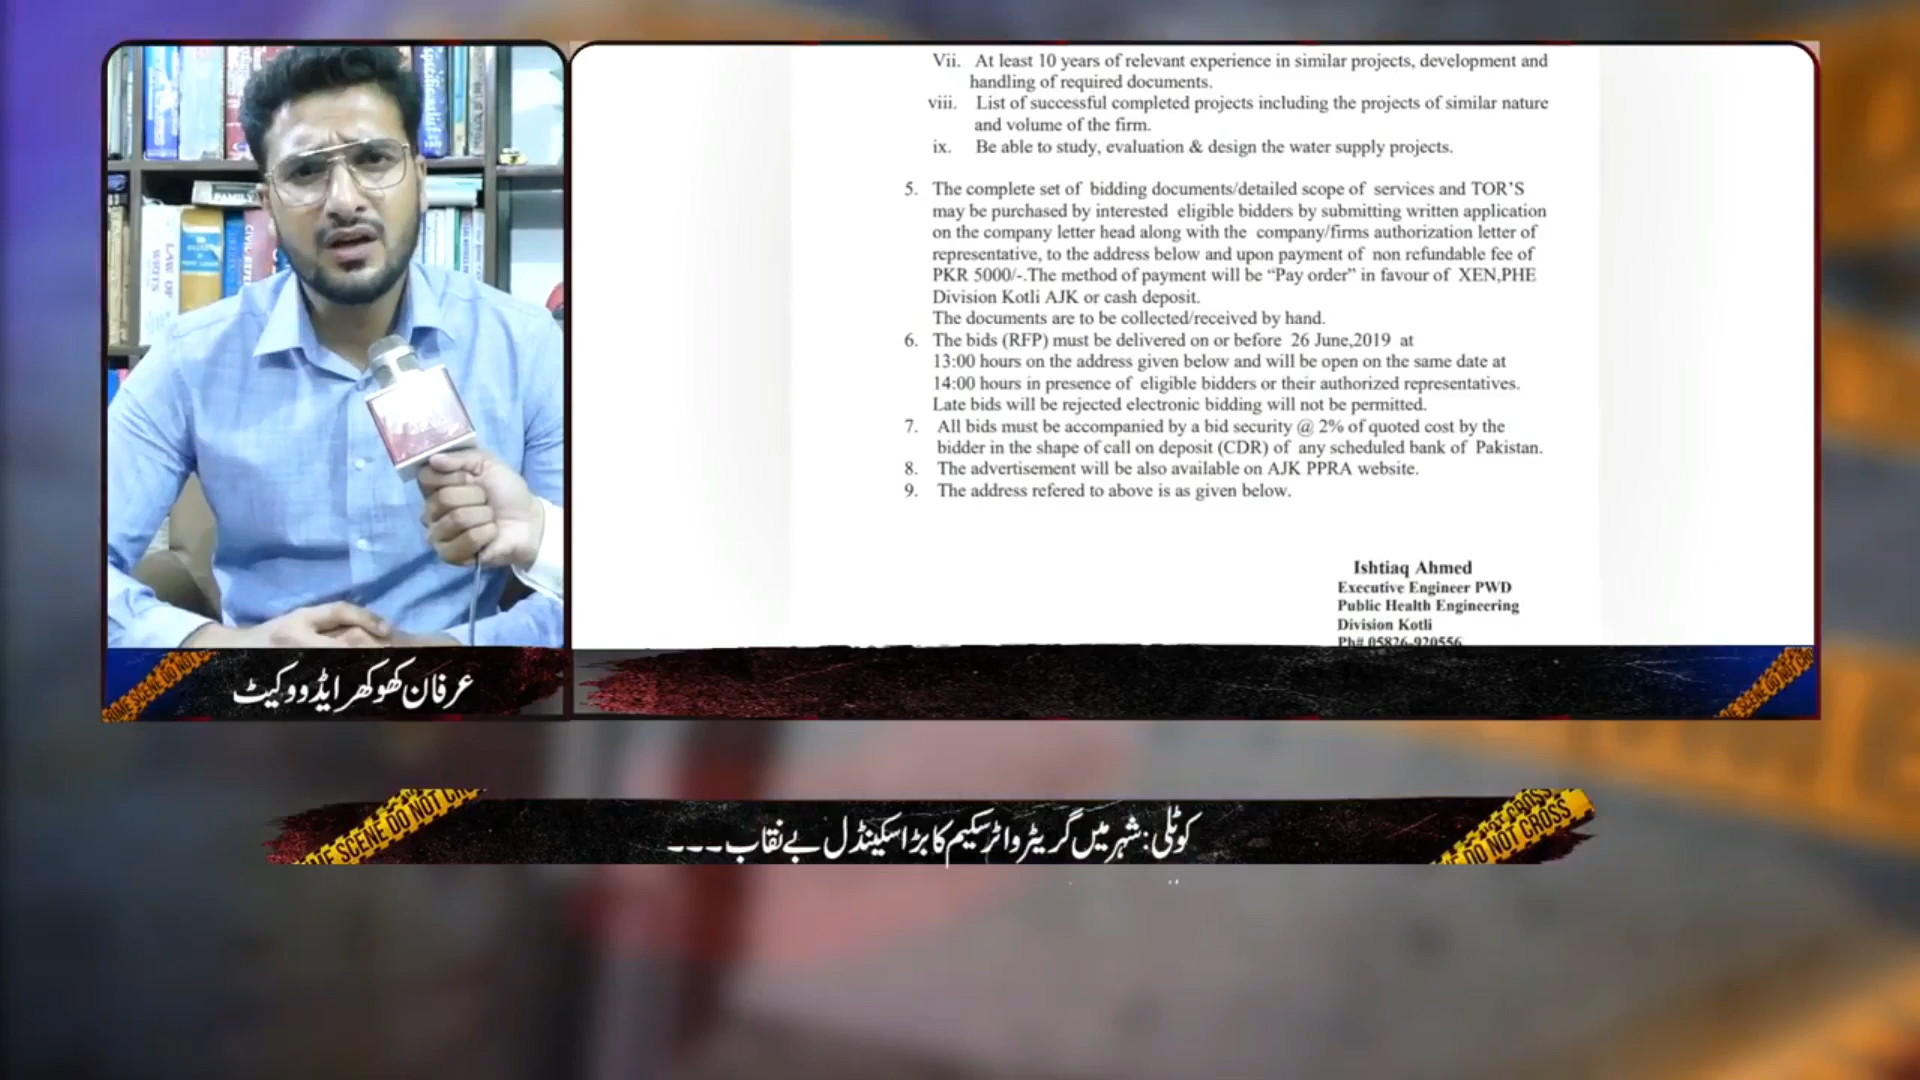 Vii. At least 10 years of relevant experience in similar projects, development and
handling of required documents.
viii. List of successful completed projects including the projects of similar nature
and volume of the firm.
ix. Be able to study, evaluation & design the water supply projects.
5. The complete set of bidding documents/detailed scope of services and TOR'S
may be purchased by interested eligible bidders by submitting written application
on the company letter head along with the company/firms authorization letter of
representative, to the address below and upon payment of non refundable fee of
PKR 5000/-.The method of payment will be “Pay order” in favour of XEN,PHE
Division Kotli AJK or cash deposit.
The documents are to be collected/received by hand.
6. The bids (RFP) must be delivered on or before 26 June,2019 at
13:00 hours on the address given below and will be open on the same date at
14:00 hours in presence of eligible bidders or their authorized representatives.
Late bids will be rejected electronic bidding will not be permitted.
7. All bids must be accompanied by a bid security @ 2% of quoted cost by the
bidder in the shape of call on deposit (CDR) of any scheduled bank of Pakistan.
8. The advertisement will be also available on AJK PPRA website.
9. The address refered to above is as given below.
Ishtiaq Ahmed
Executive Engineer PWD
Public Health Engineering
Division Kotli
Ph# 05826-920556
LAW OF
WRITS
FAMILY
عرفان کھوکھر ایڈووکیٹ
SCENE DO NOT
کوٹلی: شہر میں گریٹر واٹر سکیم کا بڑا سکینڈل بے نقاب ---
DO NOT CROSS